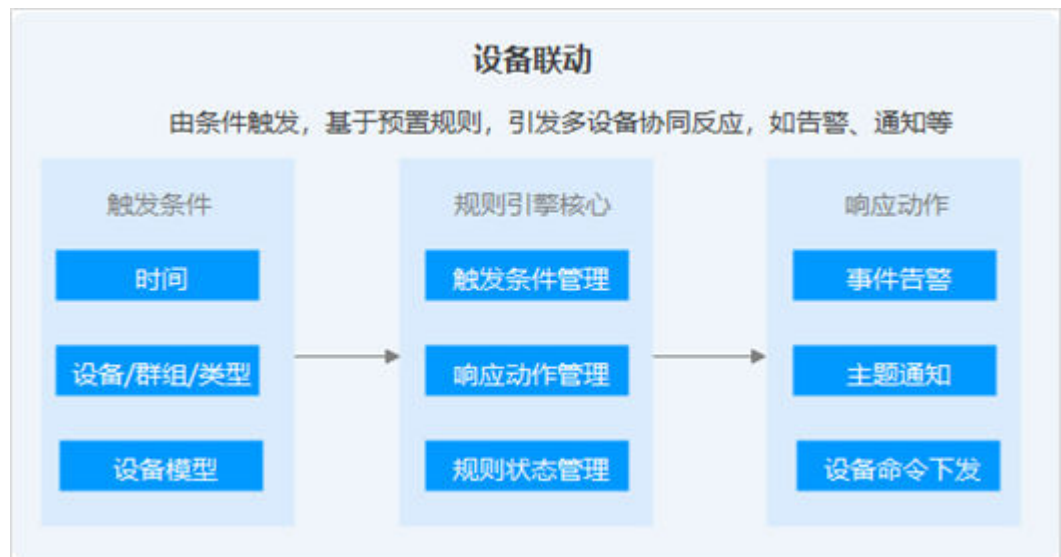 设备联动
由条件触发，基于预置规则，引发多设备协同反应，如告警、通知等
触发条件
时间
设备/群组/类型
设备模型
规则引擎核心
触发条件管理
响应动作管理
规则状态管理
响应动作
事件告警
主题通知
设备命令下发